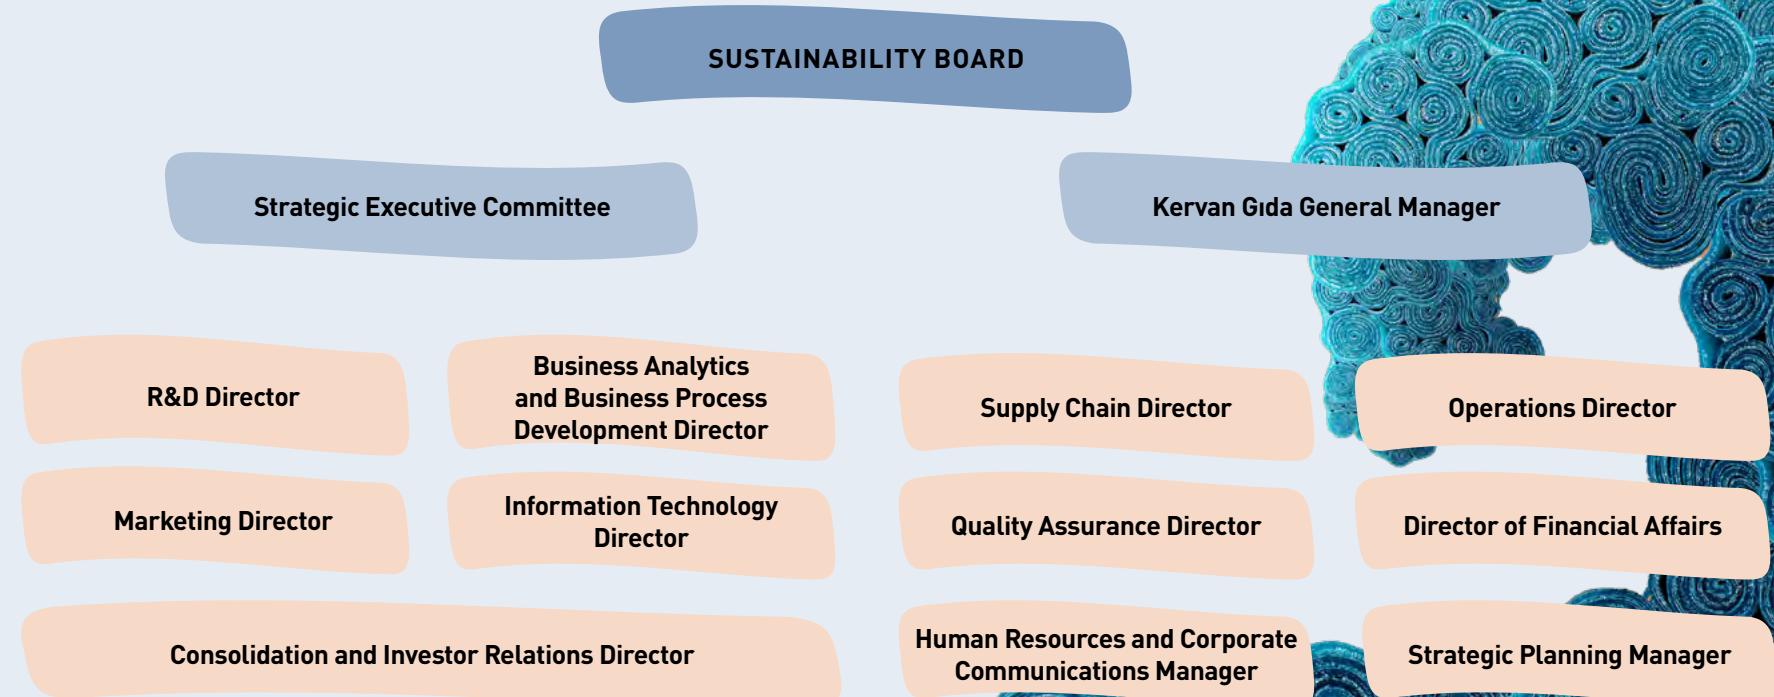 SUSTAINABILITY BOARD
Strategic Executive Committee
Kervan Gıda General Manager
R&D Director
Business Analytics
and Business Process
Development Director
Supply Chain Director
Operations Director
Marketing Director
Information Technology
Director
Quality Assurance Director
Director of Financial Affairs
Consolidation and Investor Relations Director
Human Resources and Corporate
Communications Manager
Strategic Planning Manager